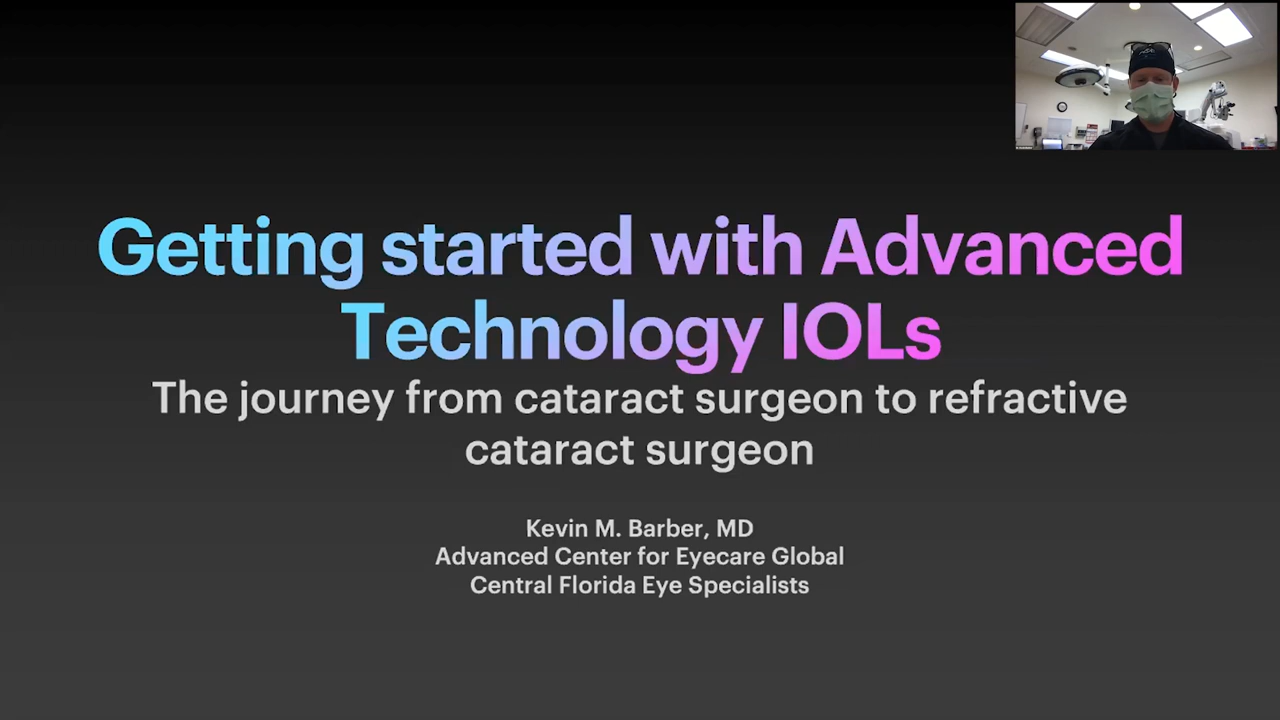 Getting started with Advanced
Technology IOLs
The journey from cataract surgeon to refractive
cataract surgeon
Kevin M. Barber, MD
Advanced Center for Eyecare Global
Central Florida Eye Specialists